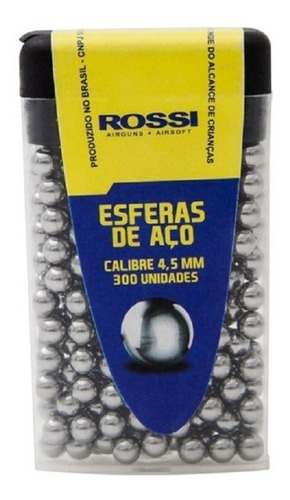 PRODUZIDO NO BRASIL - CNPJ
DO ALCANCE DE CRIANÇAS
ROSSI
AIRGUNS • AIRSOFT
ESFERAS
DE AÇO
CALIBRE 4,5 MM
300 UNIDADES